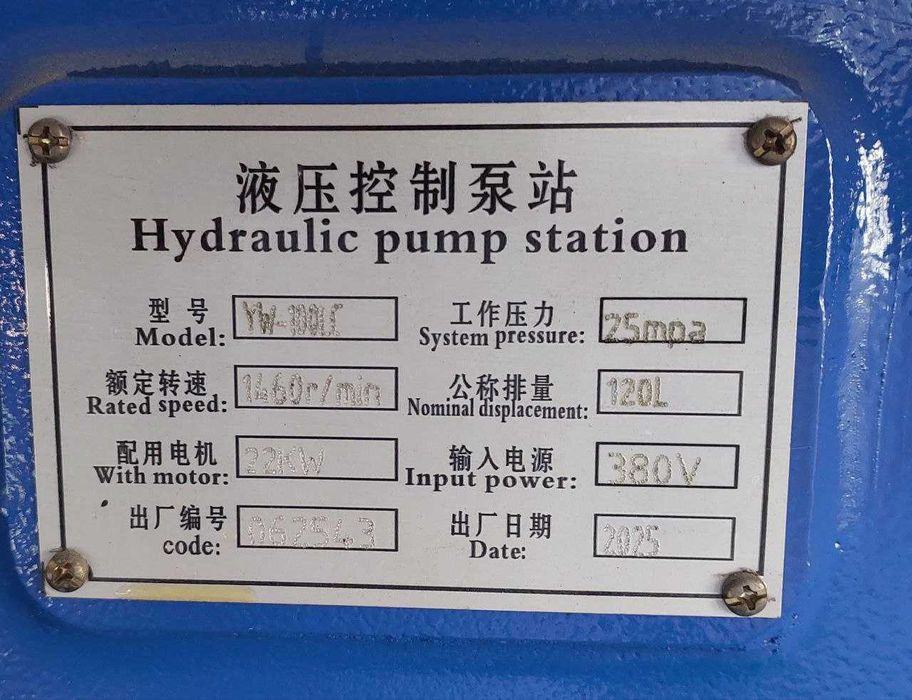 液压控制泵站
Hydraulic pump station
型号 工作压力
Model: System pressure: 25mpa
额定转速 公称排量
Rated speed: 1460r/min Nominal displacement: 120L
配用电机 输入电源
With motor: 22KW Input power: 380V
出厂编号 出厂日期
code: 062543 Date: 2025